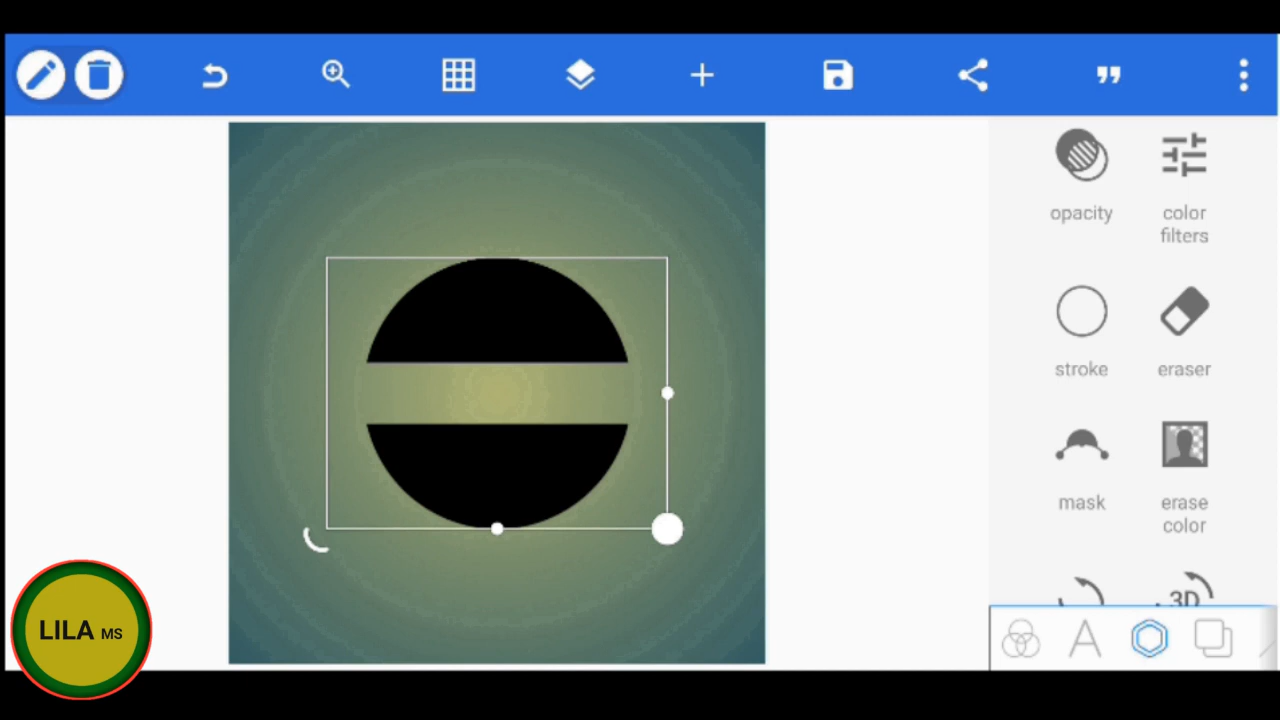 opacity
color
filters
stroke
eraser
mask
erase
color
3D
LILA MS